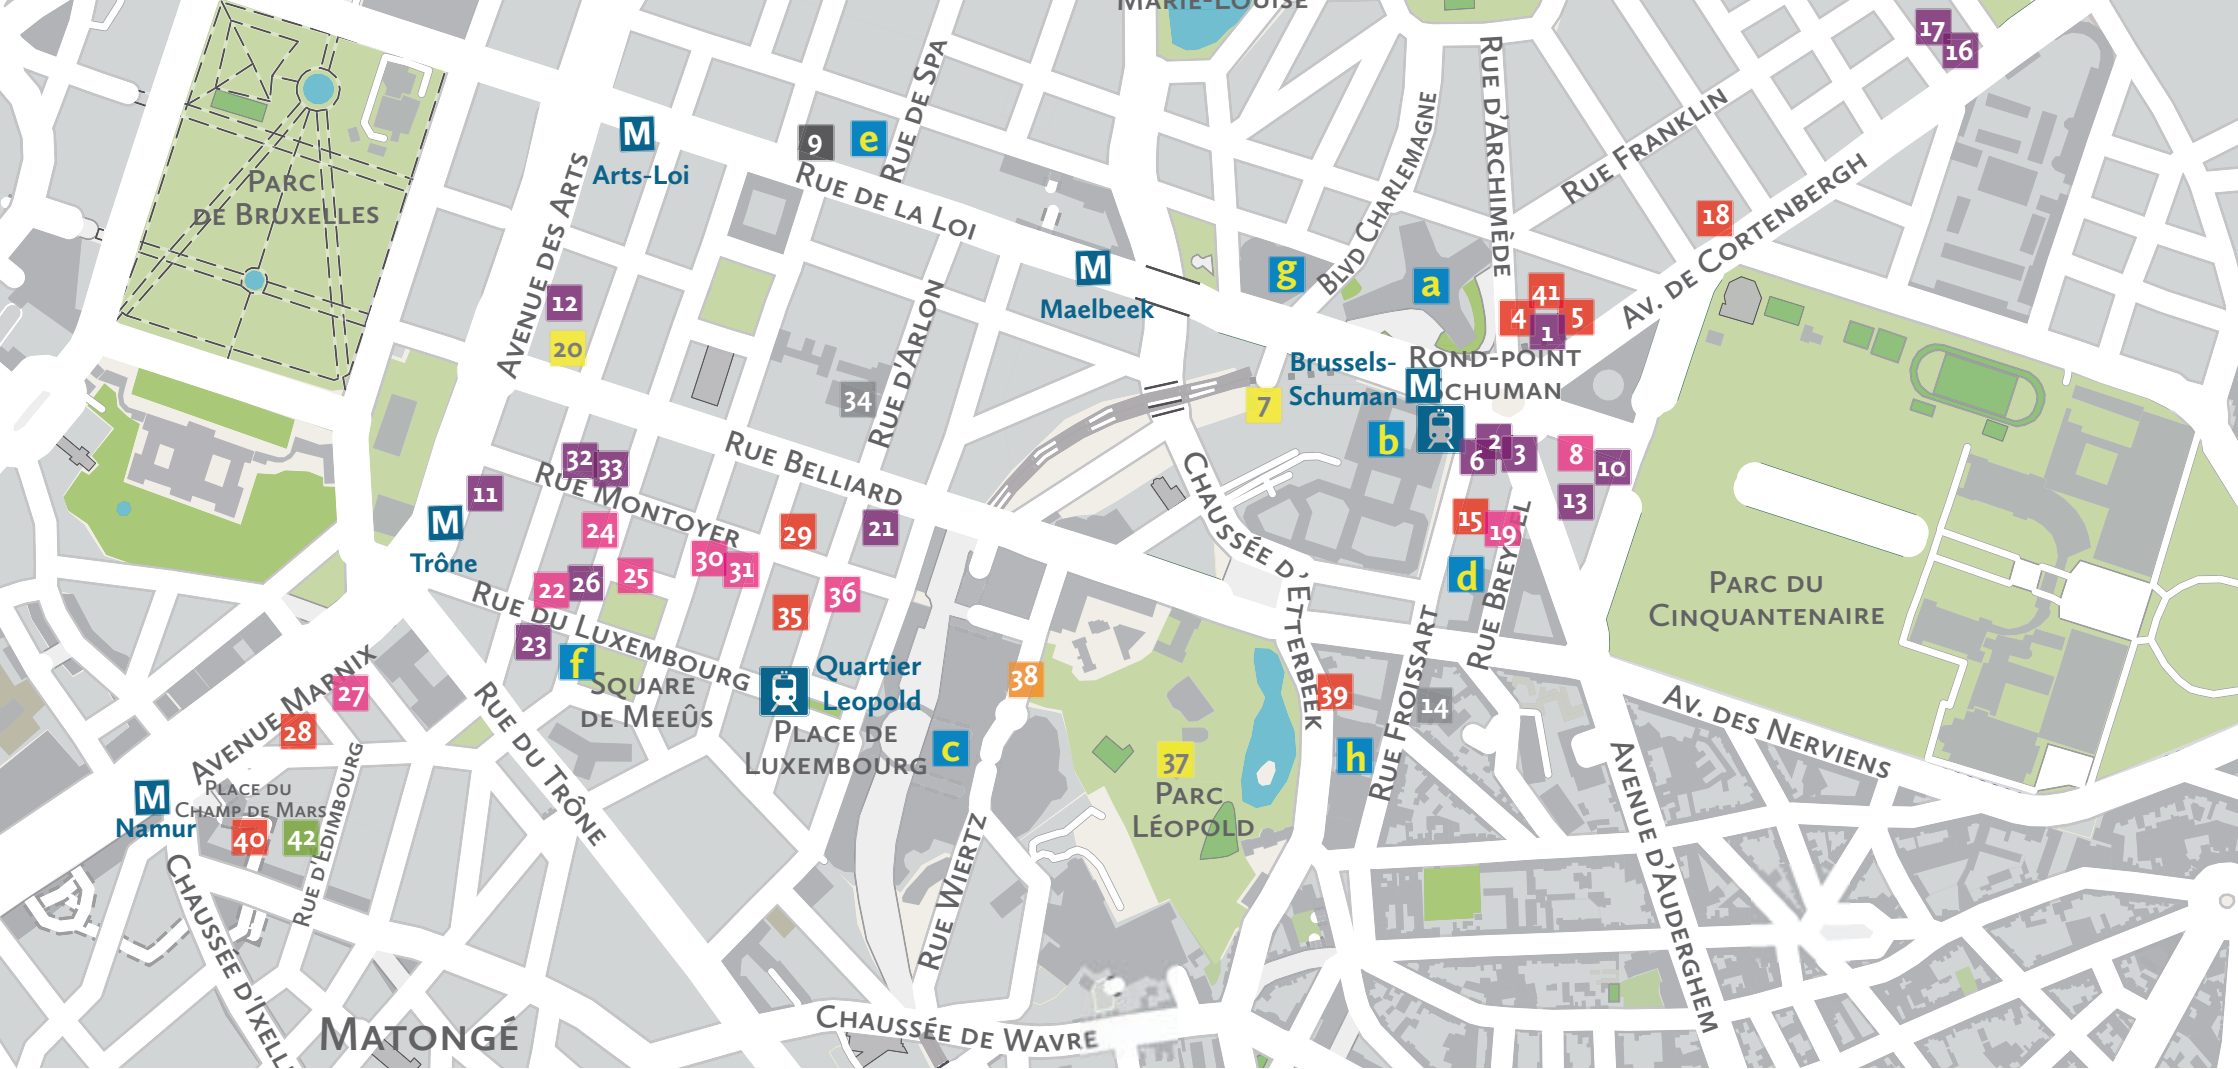 Marie-Louise
17
16
Rue de Spa
Rue d'Archimède
Rue Franklin
Blvd Charlemagne
M
Arts-Loi
9
e
Parc
de Bruxelles
Avenue des Arts
Rue de la Loi
18
Av. de Cortenbergh
M
Maelbeek
g
a
41
4
5
1
12
20
Rue d'Arlon
34
Brussels-
Schuman
M
Rond-point
Schuman
7
b
2
6
3
8
10
13
32
33
11
Rue Montoyer
Rue Belliard
M
Trône
24
29
21
Chaussée d'Etterbeek
15
19
d
Rue Breydel
30
31
25
22
26
36
35
Rue du Luxembourg
23
f
Square
de Meeûs
Quartier
Leopold
Place de
Luxembourg
c
38
Parc du
Cinquantenaire
Rue Froissart
39
14
h
37
Parc
Léopold
Av. des Nerviens
Avenue d'Auderghem
Avenue Marnix
27
28
Rue du Trône
M
Namur
Place du
Champ de Mars
40
42
Rue d'Edimbourg
Chaussée d'Ixell
Rue Wiertz
Matongé
Chaussée de Wavre